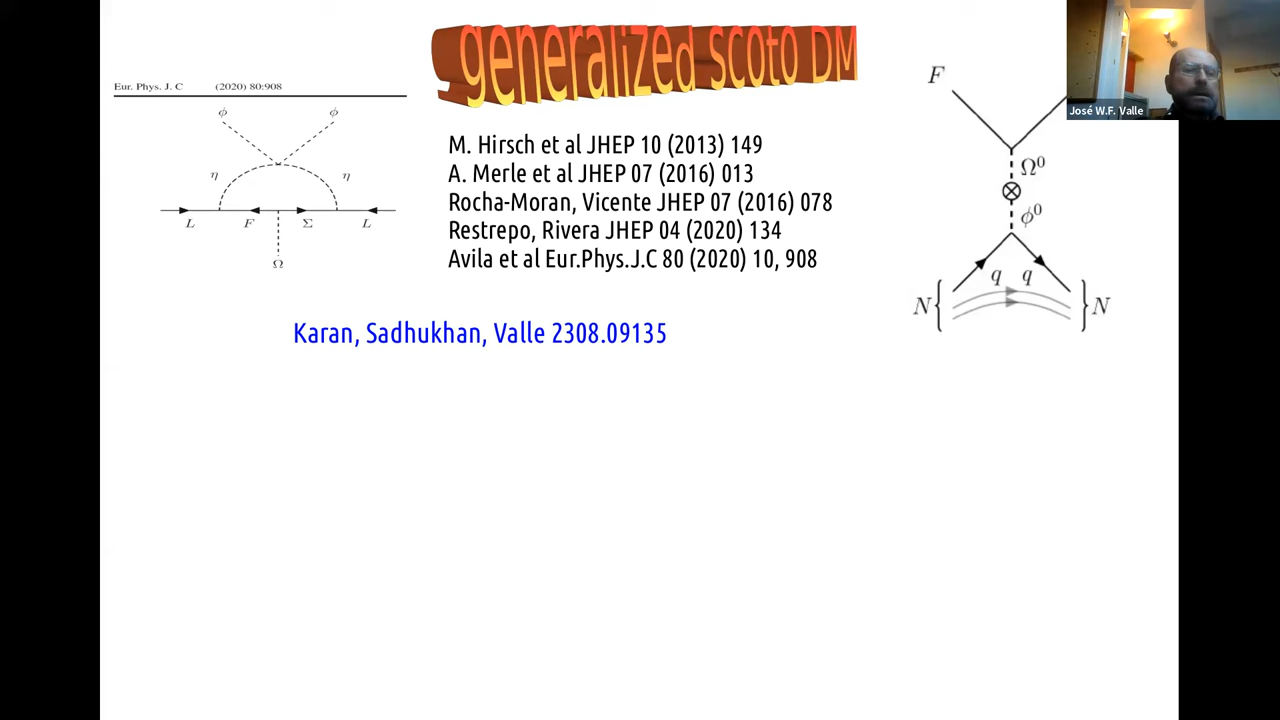 generalized scoto DM
José W.F. Valle
Eur. Phys. J. C (2020) 80:908
M. Hirsch et al JHEP 10 (2013) 149
A. Merle et al JHEP 07 (2016) 013
Rocha-Moran, Vicente JHEP 07 (2016) 078
Restrepo, Rivera JHEP 04 (2020) 134
Avila et al Eur.Phys.J.C 80 (2020) 10, 908
Karan, Sadhukhan, Valle 2308.09135
ϕ ϕ
η η
L F Σ L
Ω
F
Ω⁰
ϕ⁰
q q
N{ }N